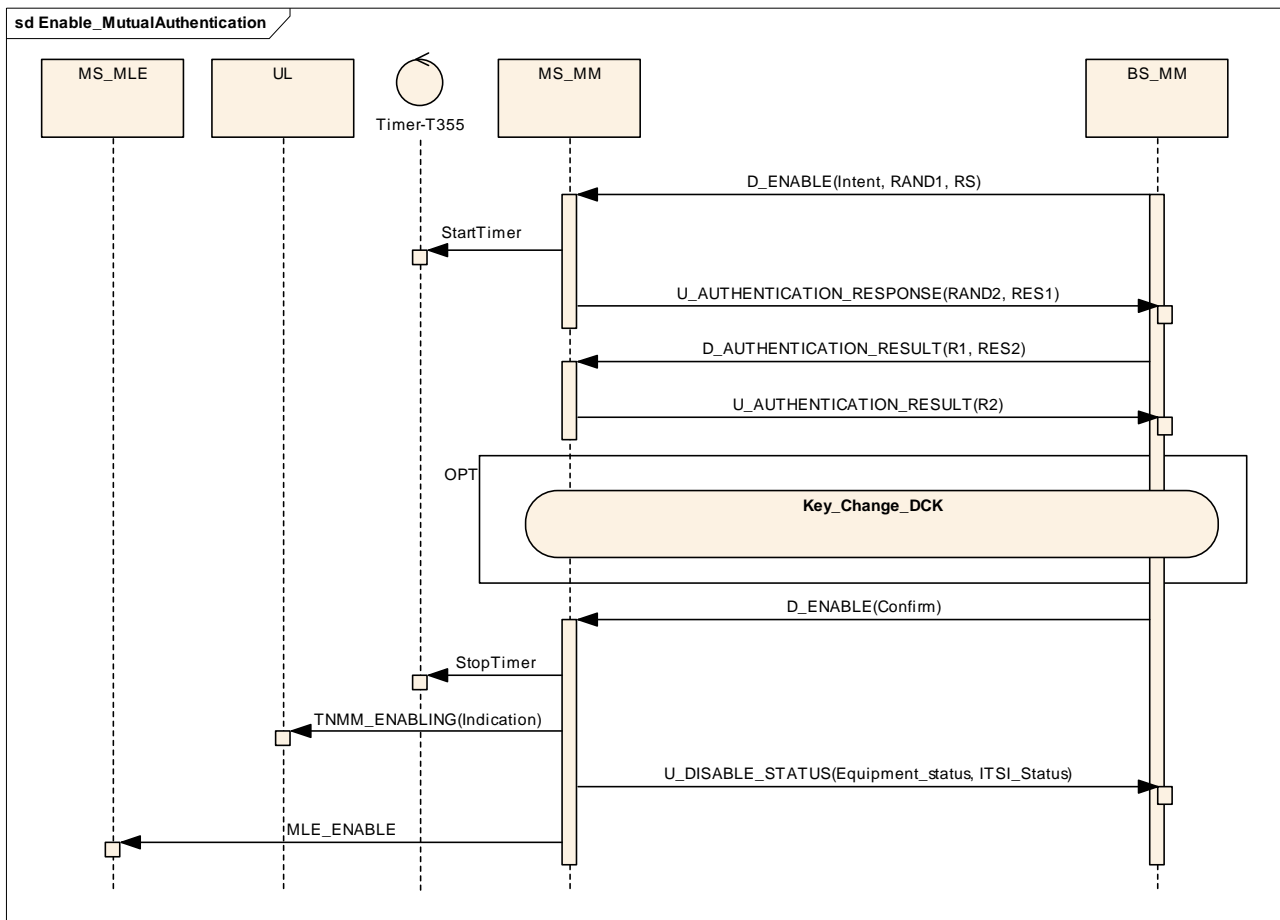 sd Enable_MutualAuthentication
MS_MLE
UL
Timer-T355
MS_MM
BS_MM
D_ENABLE(Intent, RAND1, RS)
StartTimer
U_AUTHENTICATION_RESPONSE(RAND2, RES1)
D_AUTHENTICATION_RESULT(R1, RES2)
U_AUTHENTICATION_RESULT(R2)
OPT
Key_Change_DCK
D_ENABLE(Confirm)
StopTimer
TNMM_ENABLING(Indication)
U_DISABLE_STATUS(Equipment_status, ITSI_Status)
MLE_ENABLE